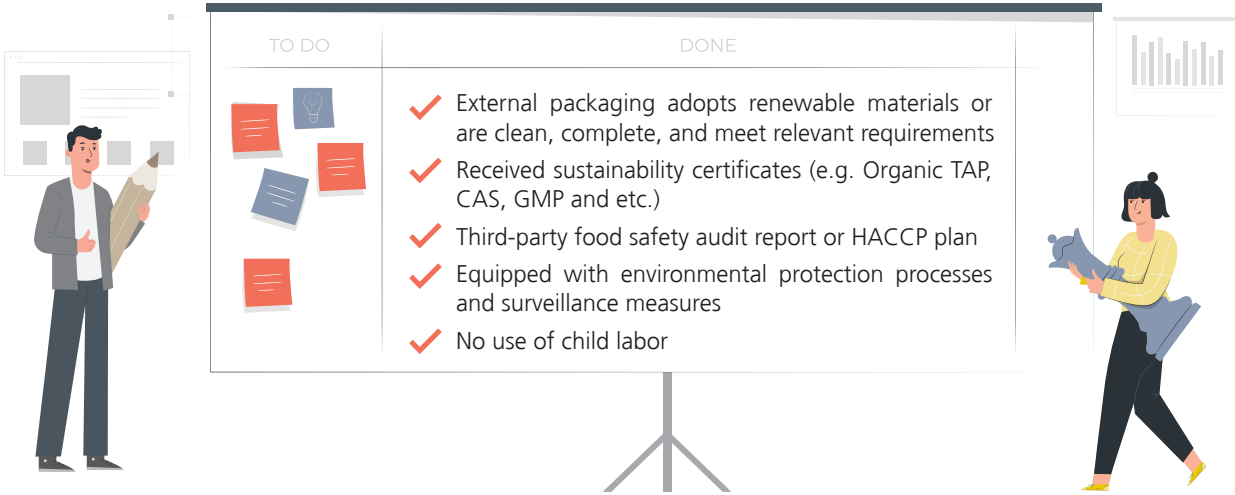 TO DO
DONE
External packaging adopts renewable materials or
are clean, complete, and meet relevant requirements
Received sustainability certificates (e.g. Organic TAP,
CAS, GMP and etc.)
Third-party food safety audit report or HACCP plan
Equipped with environmental protection processes
and surveillance measures
No use of child labor